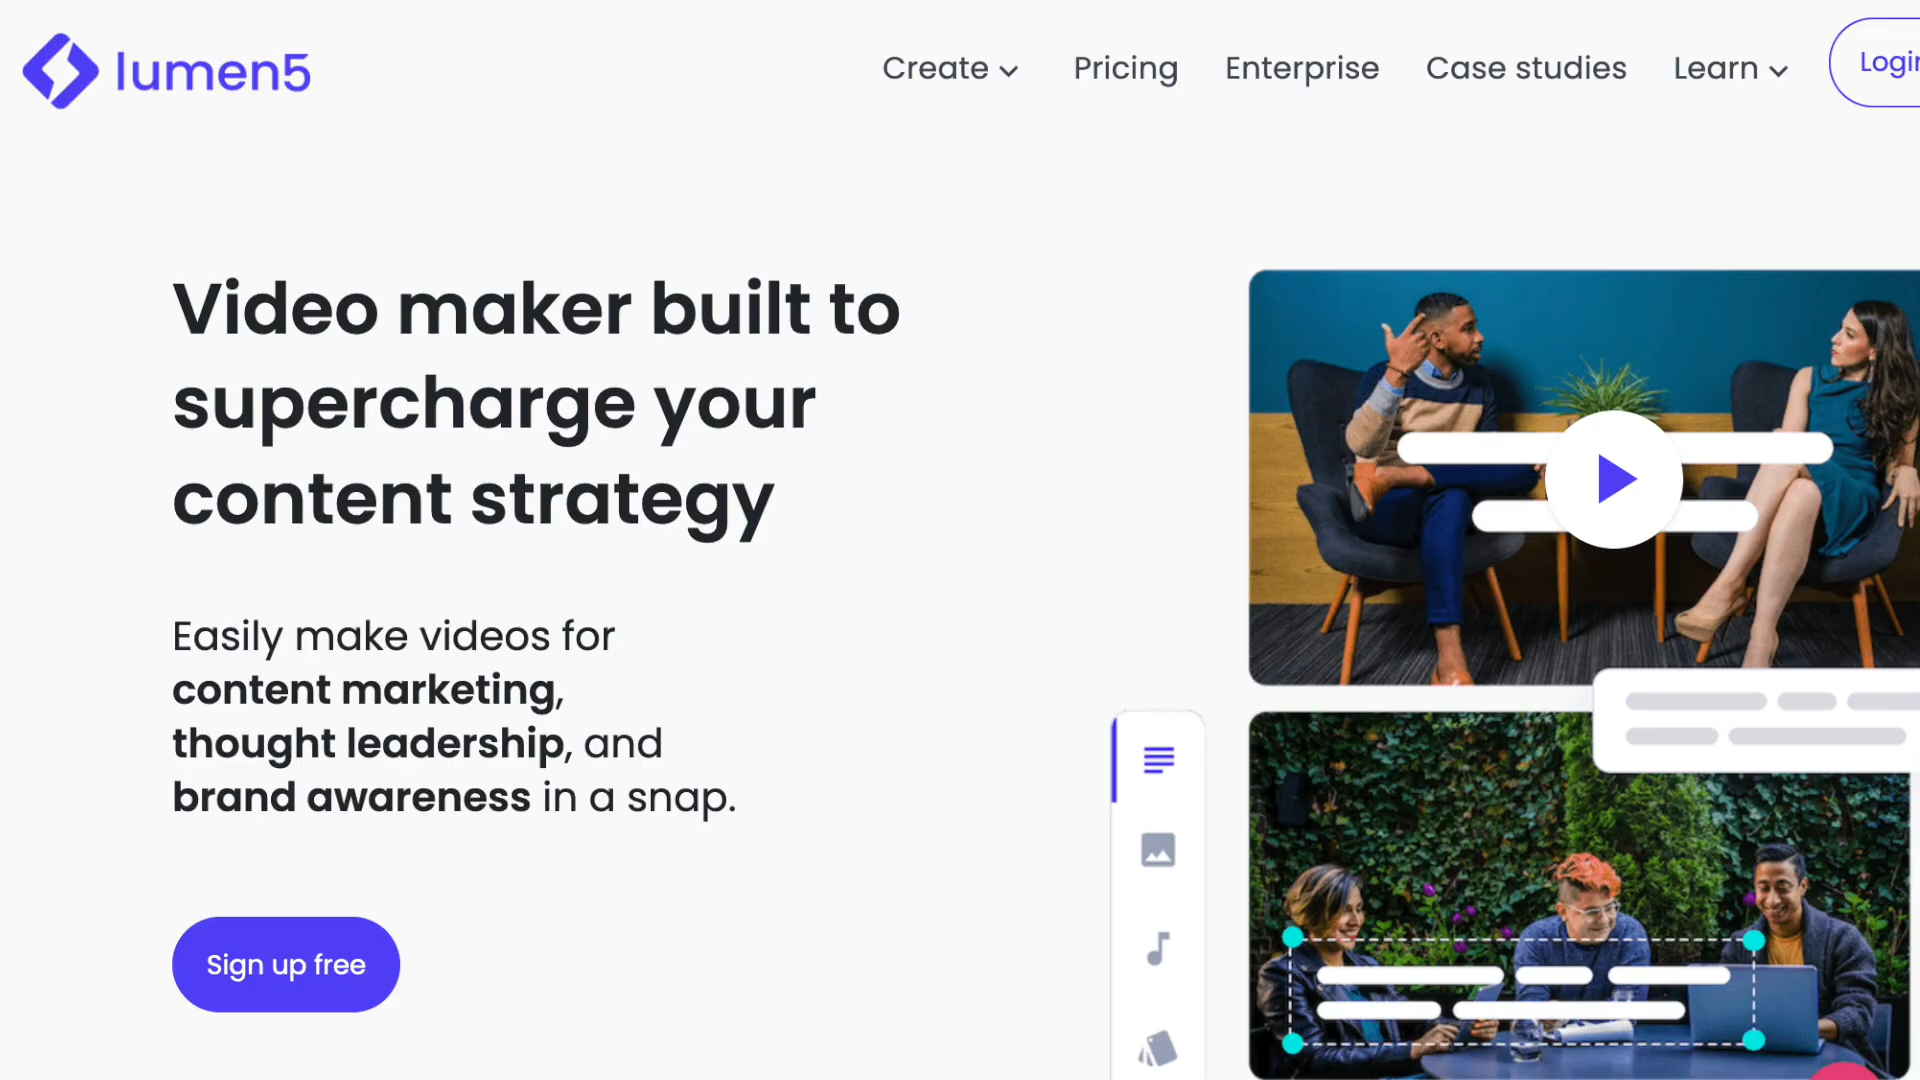 lumen5
Create Pricing Enterprise Case studies Learn Login
Video maker built to
supercharge your
content strategy
Easily make videos for
content marketing,
thought leadership, and
brand awareness in a snap.
Sign up free